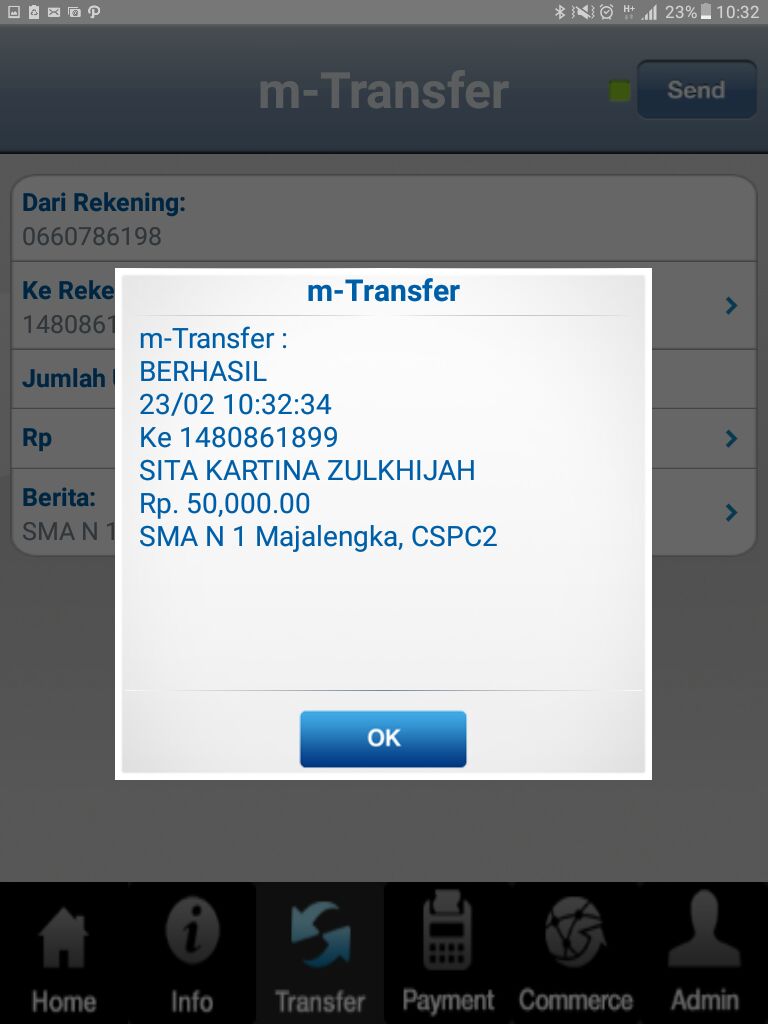 23% 10:32
m-Transfer
Send
Dari Rekening:
0660786198
Ke Reke
1480861
Jumlah
Rp
Berita:
SMA N 1
m-Transfer
m-Transfer :
BERHASIL
23/02 10:32:34
Ke 1480861899
SITA KARTINA ZULKHIJAH
Rp. 50,000.00
SMA N 1 Majalengka, CSPC2
OK
Home Info Transfer Payment Commerce Admin